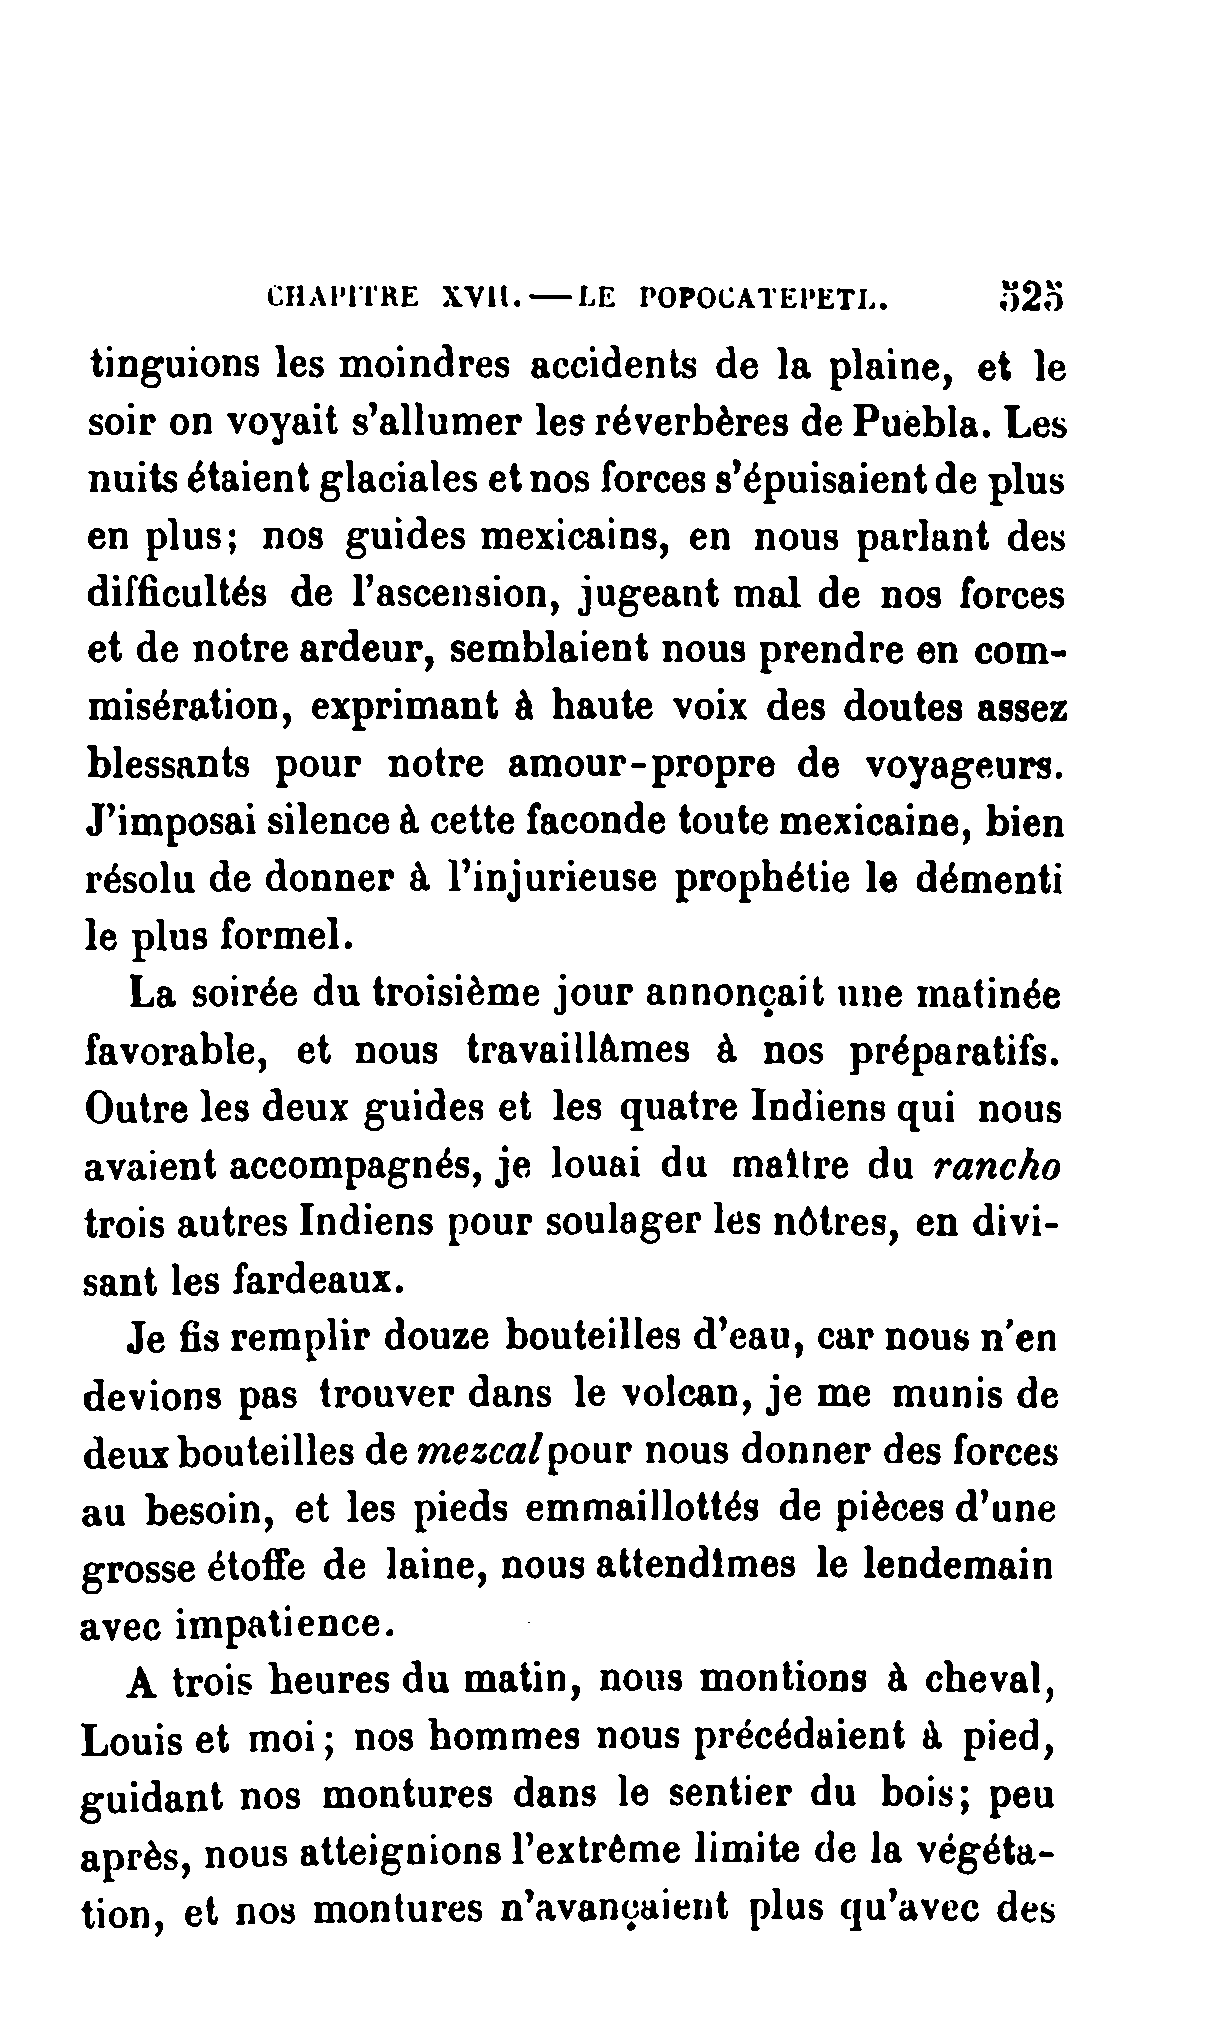 CHAPITRE XVII.—LE POPOCATEPETL. 525
tinguions les moindres accidents de la plaine, et le
soir on voyait s'allumer les réverbères de Puebla. Les
nuits étaient glaciales et nos forces s'épuisaient de plus
en plus; nos guides mexicains, en nous parlant des
difficultés de l'ascension, jugeant mal de nos forces
et de notre ardeur, semblaient nous prendre en com-
misération, exprimant à haute voix des doutes assez
blessants pour notre amour-propre de voyageurs.
J'imposai silence à cette faconde toute mexicaine, bien
résolu de donner à l'injurieuse prophétie le démenti
le plus formel.
La soirée du troisième jour annonçait une matinée
favorable, et nous travaillâmes à nos préparatifs.
Outre les deux guides et les quatre Indiens qui nous
avaient accompagnés, je louai du maître du rancho
trois autres Indiens pour soulager les nôtres, en divi-
sant les fardeaux.
Je fis remplir douze bouteilles d'eau, car nous n'en
devions pas trouver dans le volcan, je me munis de
deux bouteilles de mezcal pour nous donner des forces
au besoin, et les pieds emmaillottés de pièces d'une
grosse étoffe de laine, nous attendîmes le lendemain
avec impatience.
A trois heures du matin, nous montions à cheval,
Louis et moi; nos hommes nous précédaient à pied,
guidant nos montures dans le sentier du bois; peu
après, nous atteignions l'extrême limite de la végéta-
tion, et nos montures n'avançaient plus qu'avec des